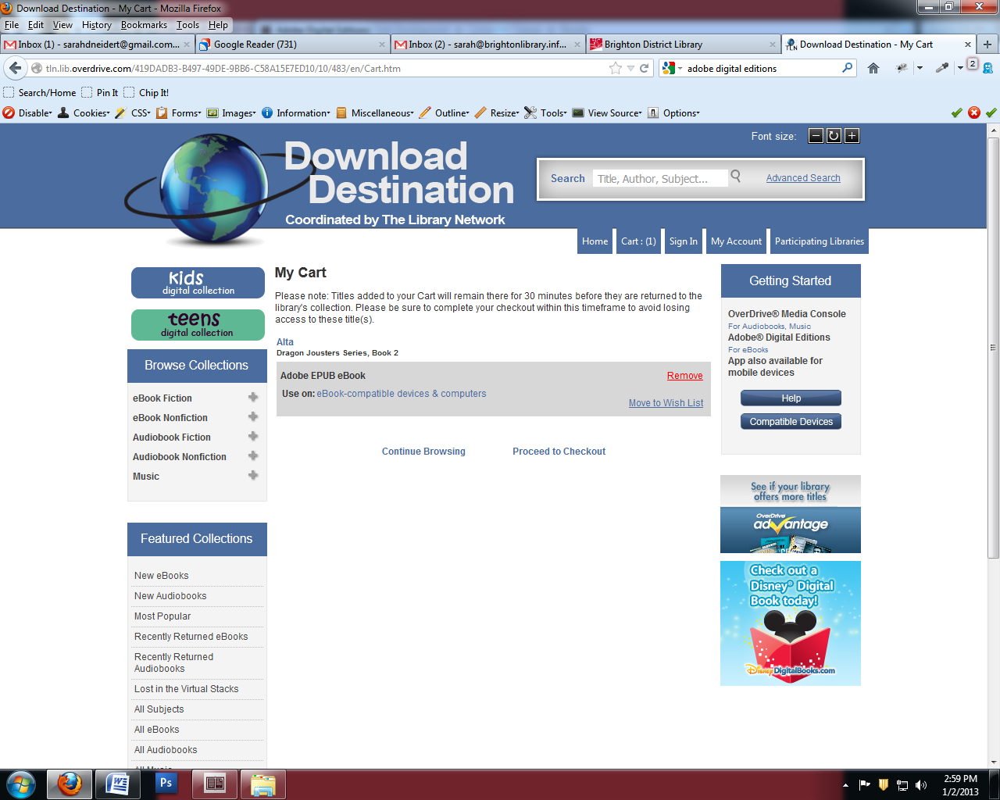 Download Destination - My Cart - Mozilla Firefox
File Edit View History Bookmarks Tools Help
Inbox (1) - sarahdneidert@gmail.com...
Google Reader (731)
Inbox (2) - sarah@brightonlibrary.inf...
Brighton District Library
Download Destination - My Cart
tln.lib.overdrive.com/419DADB3-B497-49DE-9BB6-C58A15E7ED10/10/483/en/Cart.htm
adobe digital editions
2
Search/Home Pin It Chip It!
Disable Cookies CSS Forms Images Information Miscellaneous Outline Resize Tools View Source Options
Font size:
Download
Destination
Coordinated by The Library Network
Search Title, Author, Subject... Advanced Search
Home Cart : (1) Sign In My Account Participating Libraries
kids
digital collection
teens
digital collection
Browse Collections
eBook Fiction
eBook Nonfiction
Audiobook Fiction
Audiobook Nonfiction
Music
Featured Collections
New eBooks
New Audiobooks
Most Popular
Recently Returned eBooks
Recently Returned
Audiobooks
Lost in the Virtual Stacks
All Subjects
All eBooks
All Audiobooks
All Music
My Cart
Please note: Titles added to your Cart will remain there for 30 minutes before they are returned to the
library's collection. Please be sure to complete your checkout within this timeframe to avoid losing
access to these title(s).
Alta
Dragon Jousters Series, Book 2
Adobe EPUB eBook Remove
Use on: eBook-compatible devices & computers
Move to Wish List
Continue Browsing Proceed to Checkout
Getting Started
OverDrive® Media Console
For Audiobooks, Music
Adobe® Digital Editions
For eBooks
App also available for
mobile devices
Help
Compatible Devices
See if your library
offers more titles
OverDrive
advantage
Check out a
Disney® Digital
Book today!
DisneyDigitalBooks.com
Ps
2:59 PM
1/2/2013